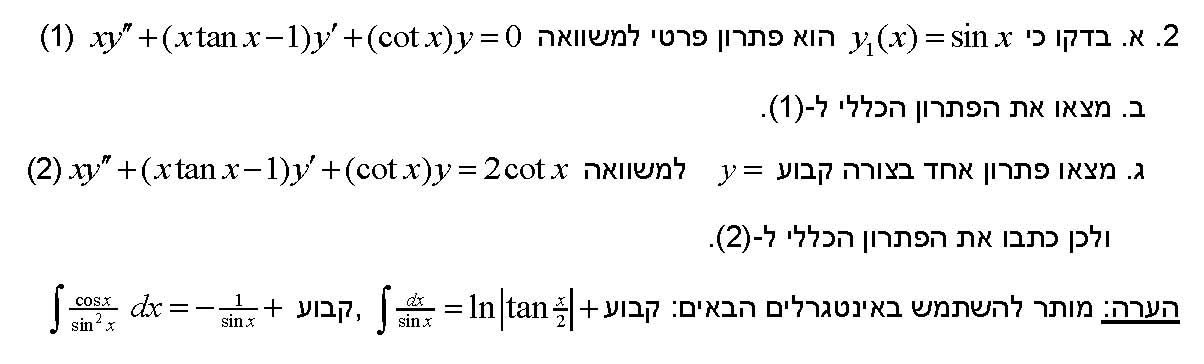 2. א. בדקו כי y₁(x) = sin x הוא פתרון פרטי למשוואה xy″ + (x tan x − 1)y′ + (cot x)y = 0 (1)
ב. מצאו את הפתרון הכללי ל-(1).
ג. מצאו פתרון אחד בצורה קבוע y = למשוואה xy″ + (x tan x − 1)y′ + (cot x)y = 2 cot x (2)
ולכן כתבו את הפתרון הכללי ל-(2).
הערה: מותר להשתמש באינטגרלים הבאים: קבוע + ∫ dx/sin x = ln|tan x/2|, קבוע + ∫ cos x/sin² x dx = −1/sin x